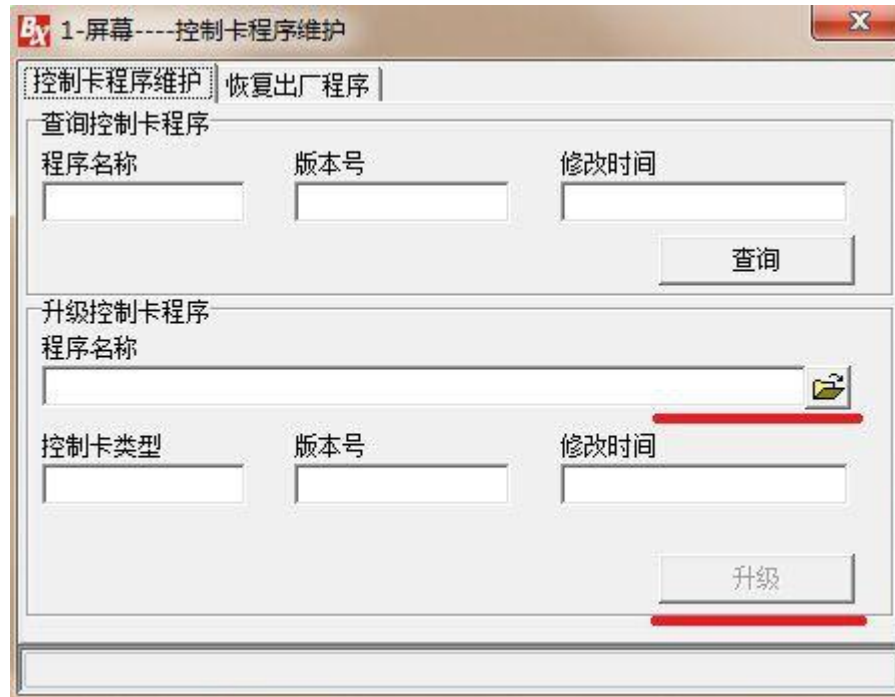 BX 1-屏幕----控制卡程序维护
控制卡程序维护 恢复出厂程序
查询控制卡程序
程序名称 版本号 修改时间
查询
升级控制卡程序
程序名称
控制卡类型 版本号 修改时间
升级